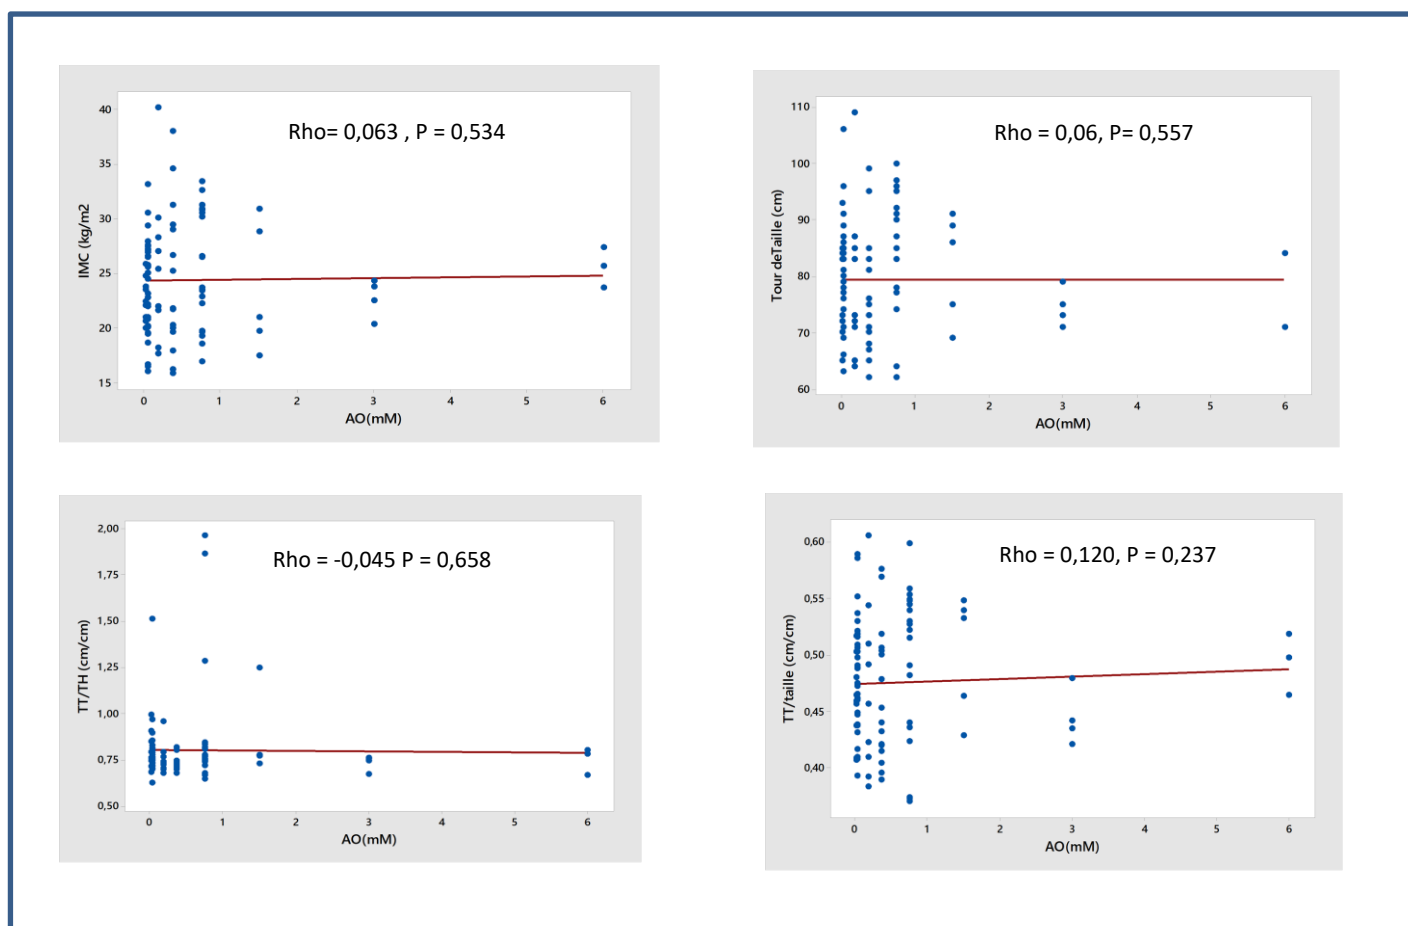 Rho= 0,063 , P = 0,534
IMC (kg/m2
40
35
30
25
20
15
0 1 2 3 4 5 6
AO(mM)
Rho = 0,06, P= 0,557
Tour deTaille (cm)
110
100
90
80
70
60
0 1 2 3 4 5 6
AO(mM)
Rho = -0,045 P = 0,658
TT/TH (cm/cm)
2,00
1,75
1,50
1,25
1,00
0,75
0,50
0 1 2 3 4 5 6
AO(mM)
Rho = 0,120, P = 0,237
TT/taille (cm/cm)
0,60
0,55
0,50
0,45
0,40
0 1 2 3 4 5 6
AO(mM)